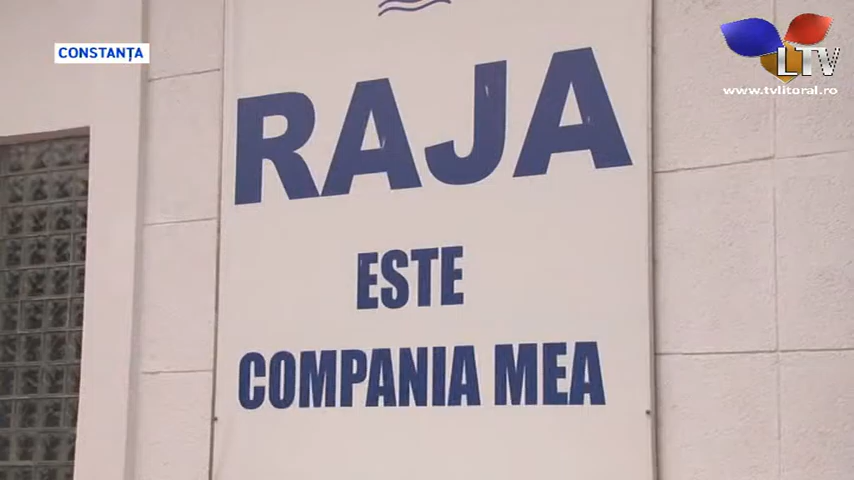 CONSTANȚA
LTV
www.tvlitoral.ro
RAJA
ESTE
COMPANIA MEA